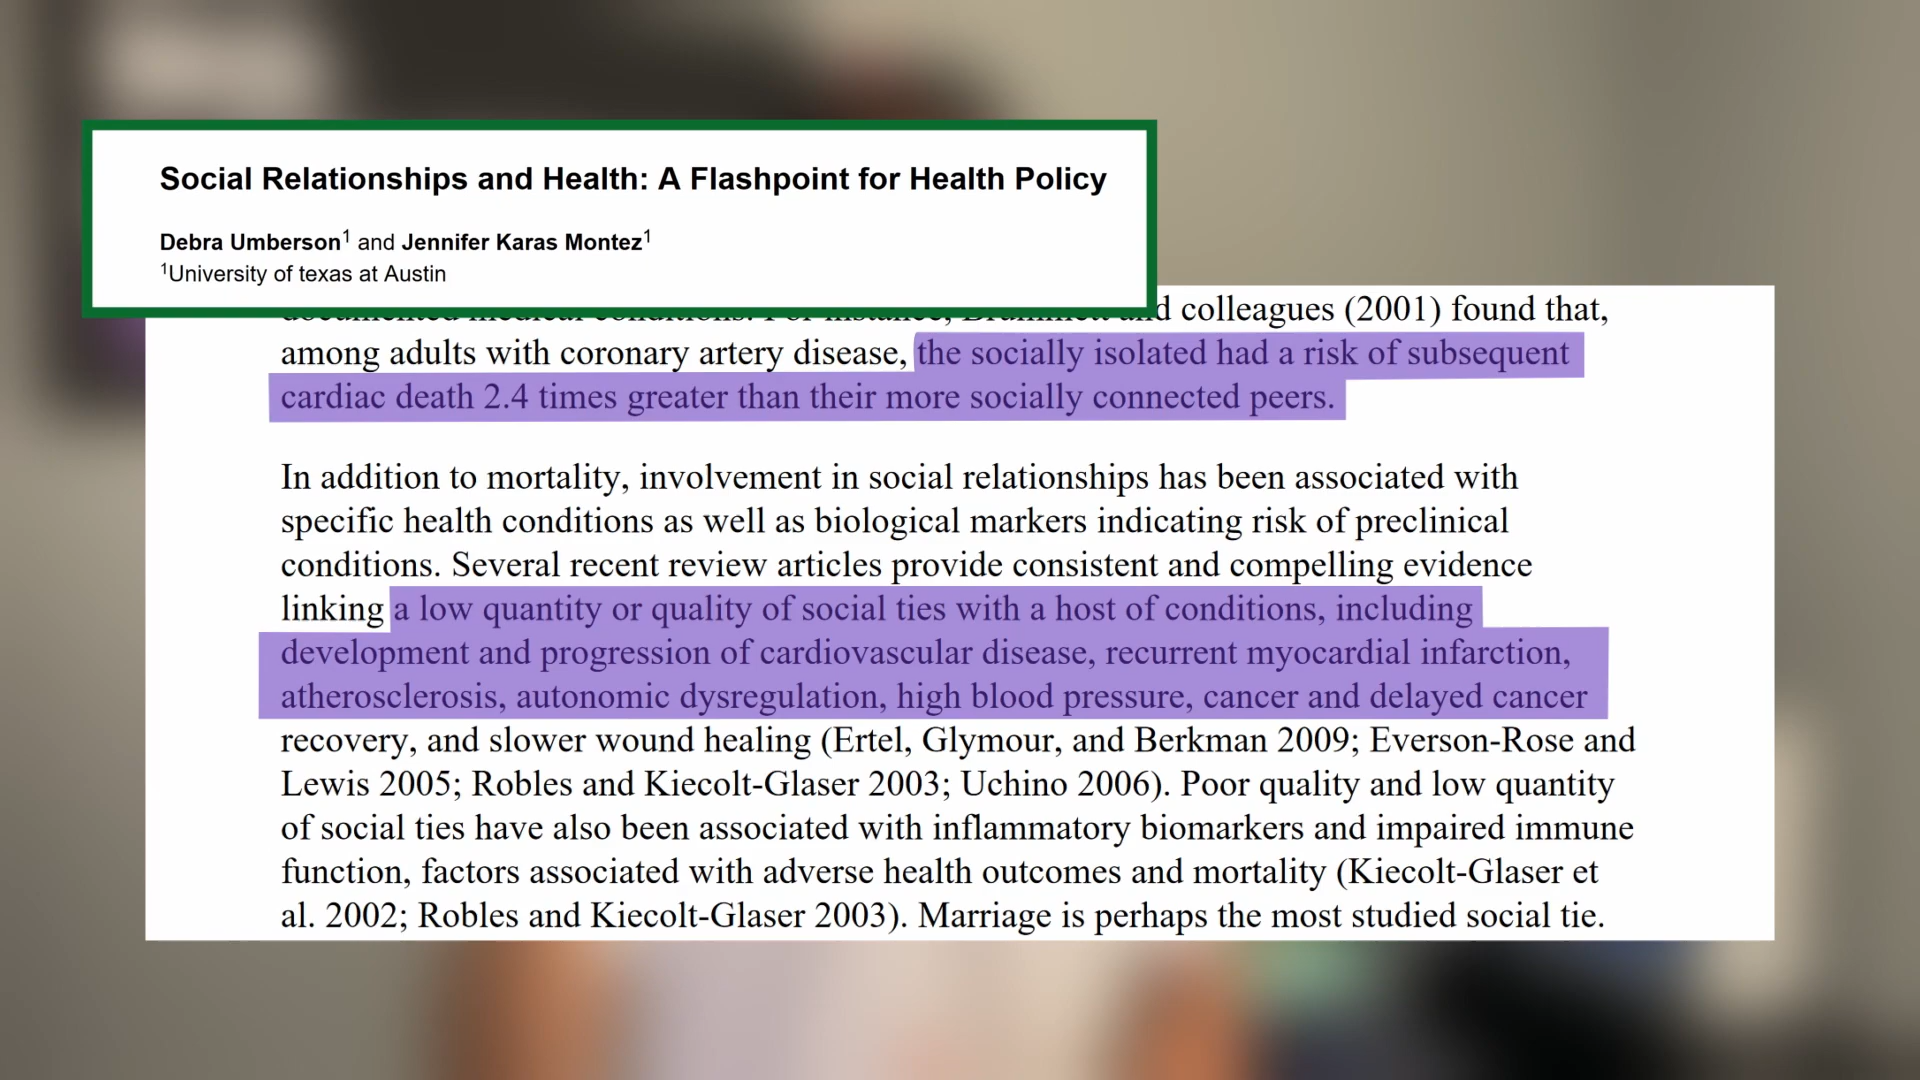 Social Relationships and Health: A Flashpoint for Health Policy
Debra Umberson1 and Jennifer Karas Montez1
1University of texas at Austin
documented medical conditions. For instance, Brummett and colleagues (2001) found that,
among adults with coronary artery disease, the socially isolated had a risk of subsequent
cardiac death 2.4 times greater than their more socially connected peers.
In addition to mortality, involvement in social relationships has been associated with
specific health conditions as well as biological markers indicating risk of preclinical
conditions. Several recent review articles provide consistent and compelling evidence
linking a low quantity or quality of social ties with a host of conditions, including
development and progression of cardiovascular disease, recurrent myocardial infarction,
atherosclerosis, autonomic dysregulation, high blood pressure, cancer and delayed cancer
recovery, and slower wound healing (Ertel, Glymour, and Berkman 2009; Everson-Rose and
Lewis 2005; Robles and Kiecolt-Glaser 2003; Uchino 2006). Poor quality and low quantity
of social ties have also been associated with inflammatory biomarkers and impaired immune
function, factors associated with adverse health outcomes and mortality (Kiecolt-Glaser et
al. 2002; Robles and Kiecolt-Glaser 2003). Marriage is perhaps the most studied social tie.